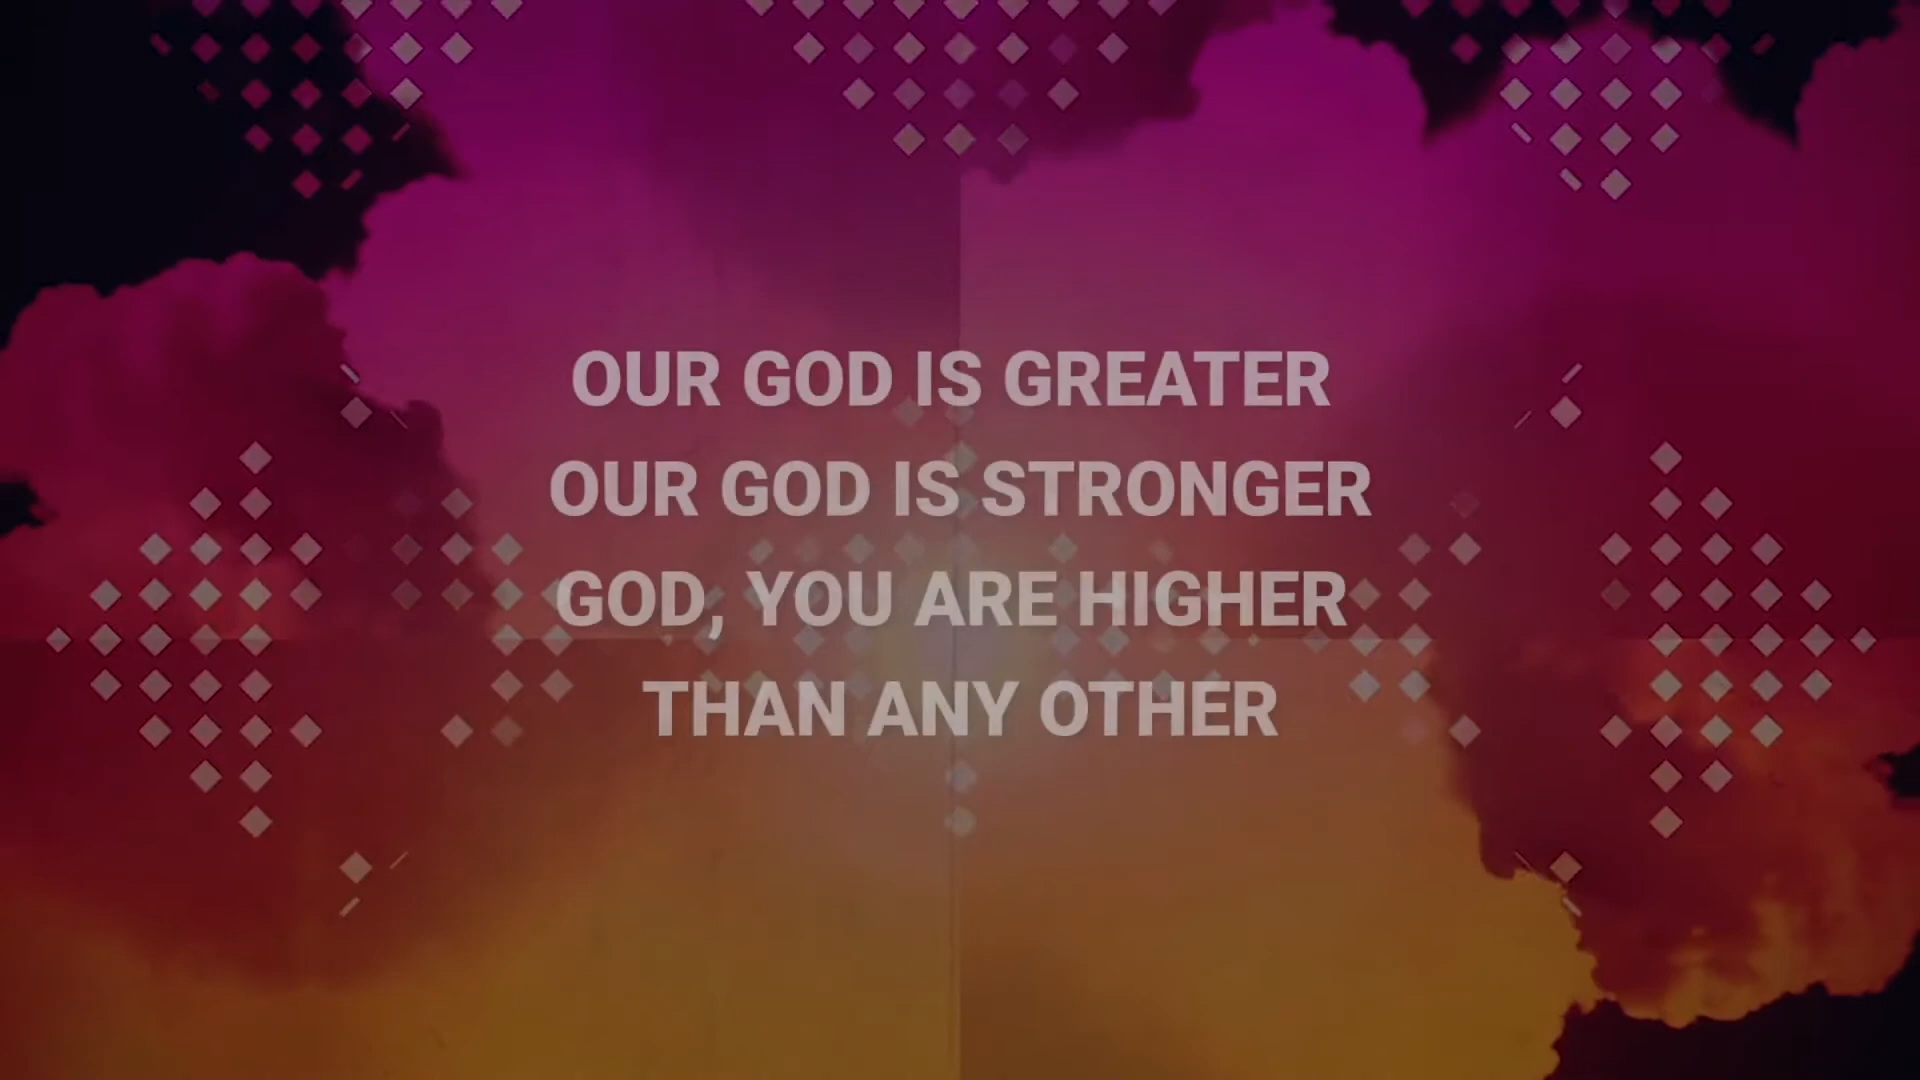 OUR GOD IS GREATER
OUR GOD IS STRONGER
GOD, YOU ARE HIGHER
THAN ANY OTHER